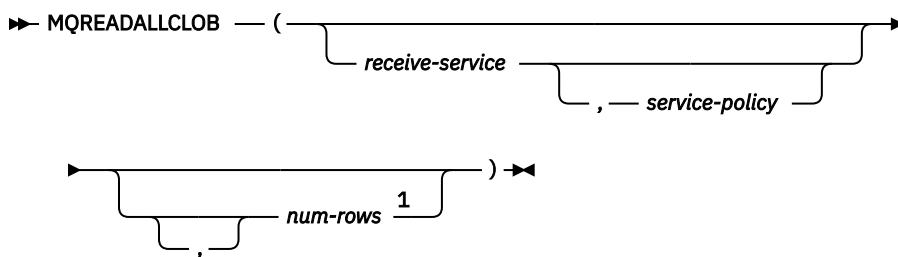 MQREADALLCLOB (
receive-service
, service-policy
)
num-rows 1
,